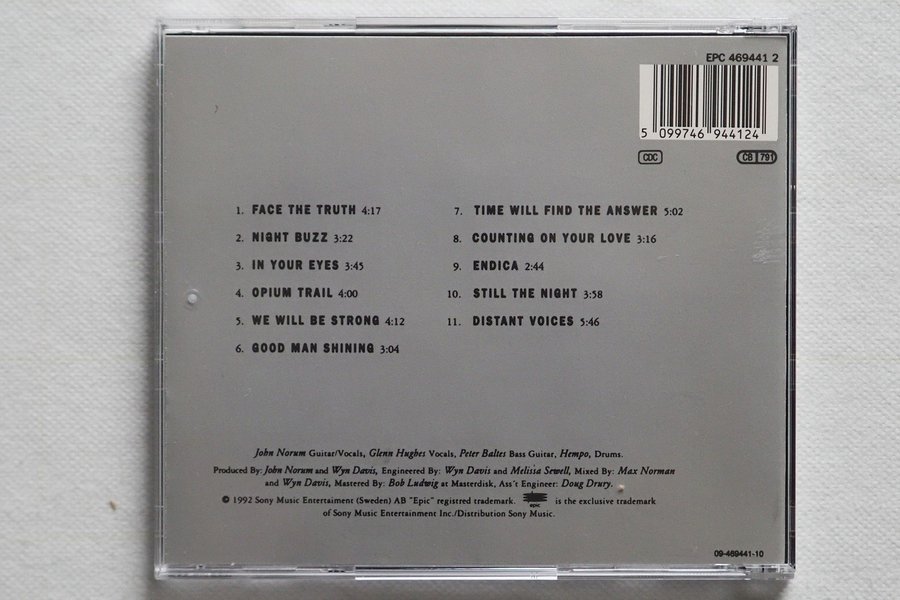 EPC 469441 2
5 099746 944124
CDC CB 791
1. FACE THE TRUTH 4:17
2. NIGHT BUZZ 3:22
3. IN YOUR EYES 3:45
4. OPIUM TRAIL 4:00
5. WE WILL BE STRONG 4:12
6. GOOD MAN SHINING 3:04
7. TIME WILL FIND THE ANSWER 5:02
8. COUNTING ON YOUR LOVE 3:16
9. ENDICA 2:44
10. STILL THE NIGHT 3:58
11. DISTANT VOICES 5:46
John Norum Guitar/Vocals, Glenn Hughes Vocals, Peter Baltes Bass Guitar, Hempo, Drums.
Produced By: John Norum and Wyn Davis, Engineered By: Wyn Davis and Melissa Sewell, Mixed By: Max Norman
and Wyn Davis, Mastered By: Bob Ludwig at Masterdisk, Ass't Engineer: Doug Drury.
© 1992 Sony Music Entertaiment (Sweden) AB "Epic" registred trademark. epic is the exclusive trademark
of Sony Music Entertainment Inc./Distribution Sony Music.
09-469441-10